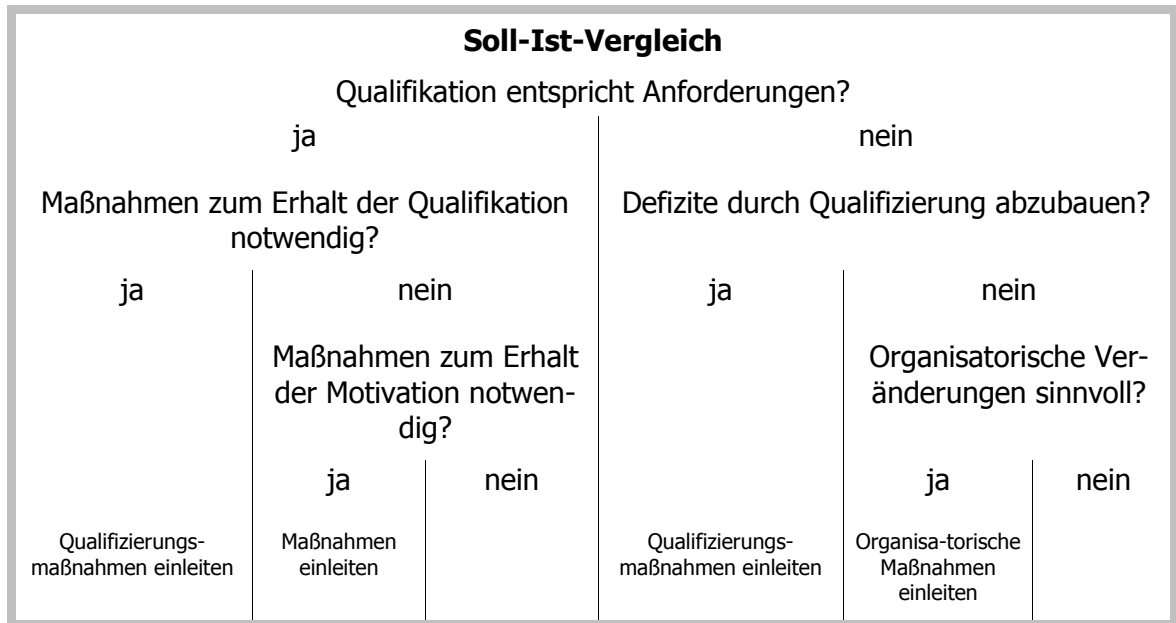 Soll-Ist-Vergleich
Qualifikation entspricht Anforderungen?
ja
nein
Maßnahmen zum Erhalt der Qualifikation
notwendig?
Defizite durch Qualifizierung abzubauen?
ja
nein
ja
nein
Maßnahmen zum Erhalt
der Motivation notwen-
dig?
Organisatorische Ver-
änderungen sinnvoll?
ja
nein
ja
nein
Qualifizierungs-
maßnahmen einleiten
Maßnahmen
einleiten
Qualifizierungs-
maßnahmen einleiten
Organisa-torische
Maßnahmen
einleiten